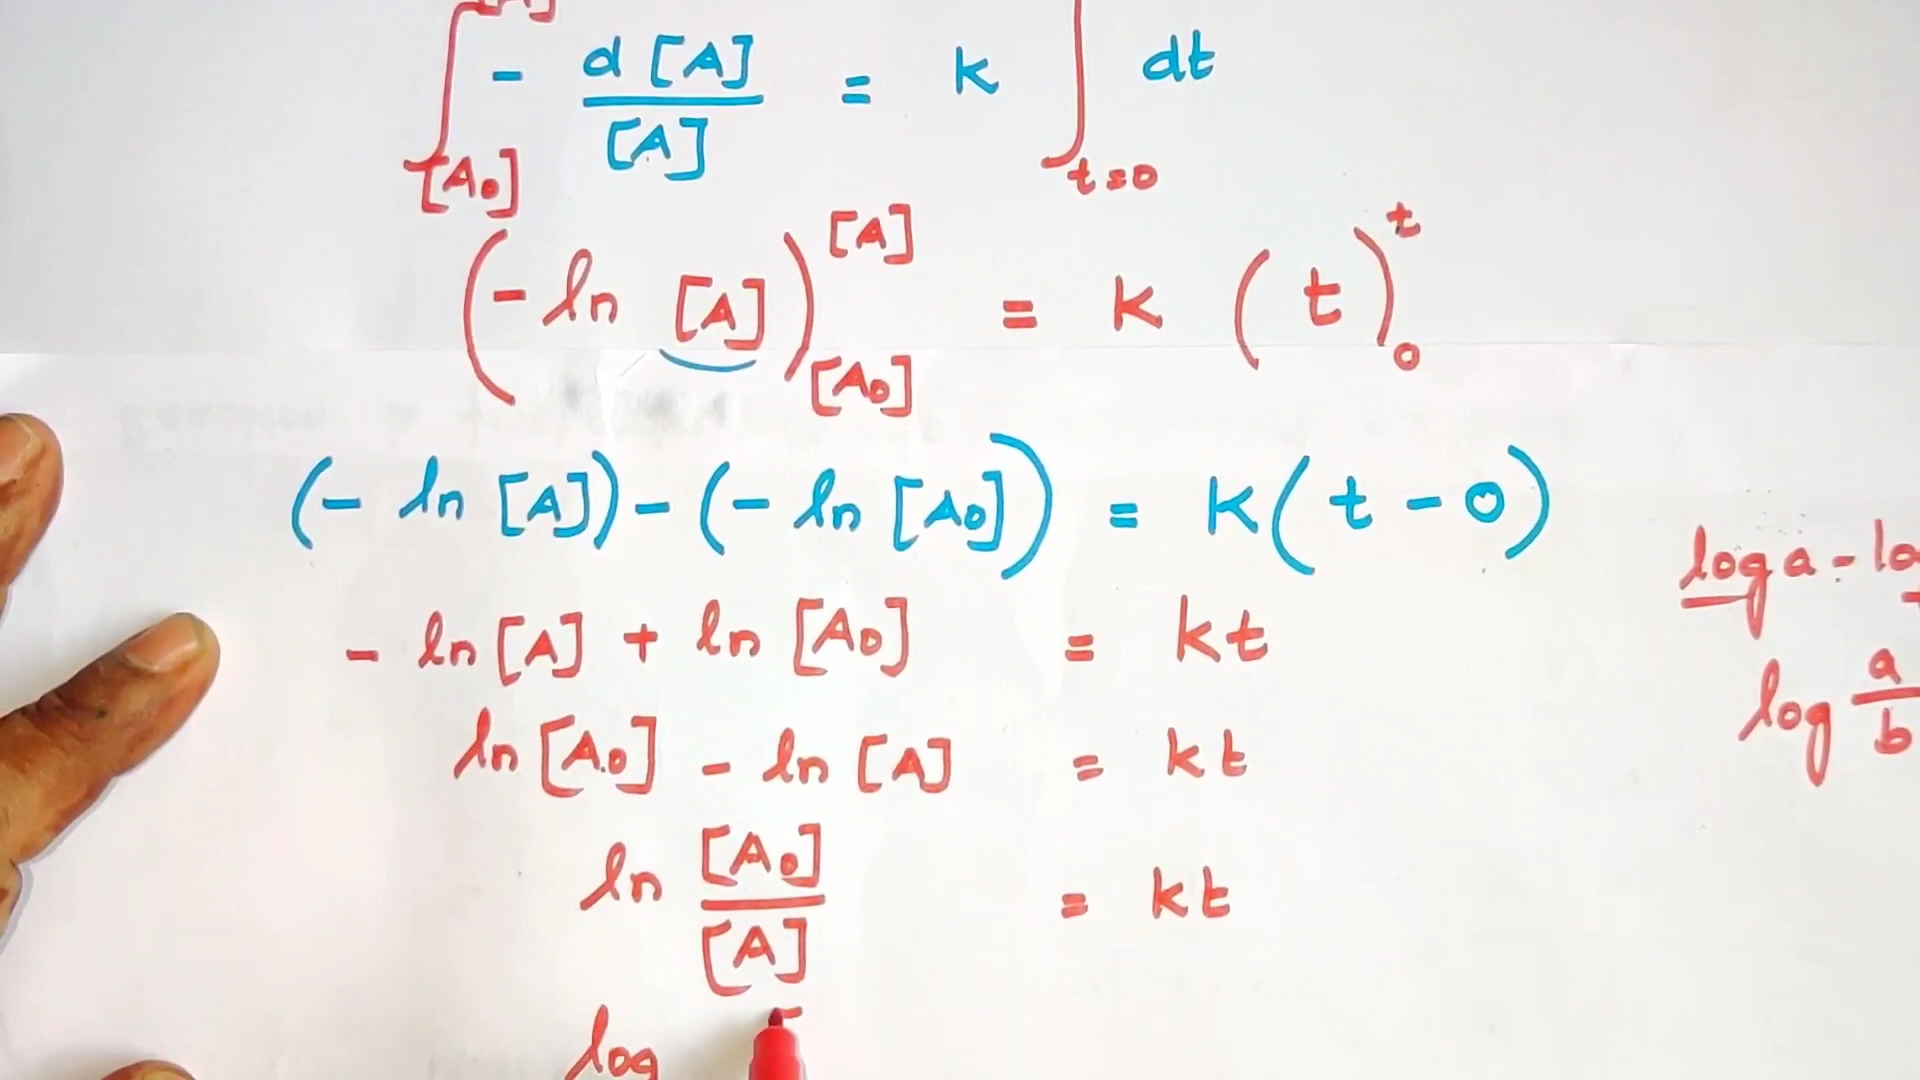 ∫ - d[A] / [A] = k ∫ dt
[A₀] t=0
(- ln [A]) [A] [A₀] = k (t) t 0
(- ln [A]) - (- ln [A₀]) = k(t - 0)
- ln [A] + ln [A₀] = kt
ln [A₀] - ln [A] = kt
ln [A₀] / [A] = kt
log
log a -
log a / b